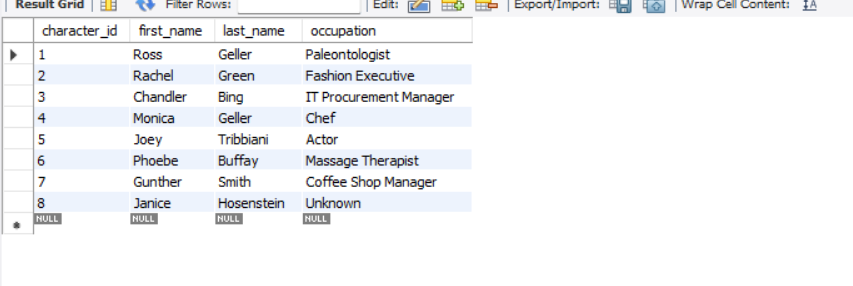 Result Grid | Filter Rows: | Edit: | Export/Import: | Wrap Cell Content: IA
character_id first_name last_name occupation
1 Ross Geller Paleontologist
2 Rachel Green Fashion Executive
3 Chandler Bing IT Procurement Manager
4 Monica Geller Chef
5 Joey Tribbiani Actor
6 Phoebe Buffay Massage Therapist
7 Gunther Smith Coffee Shop Manager
8 Janice Hosenstein Unknown
NULL NULL NULL NULL